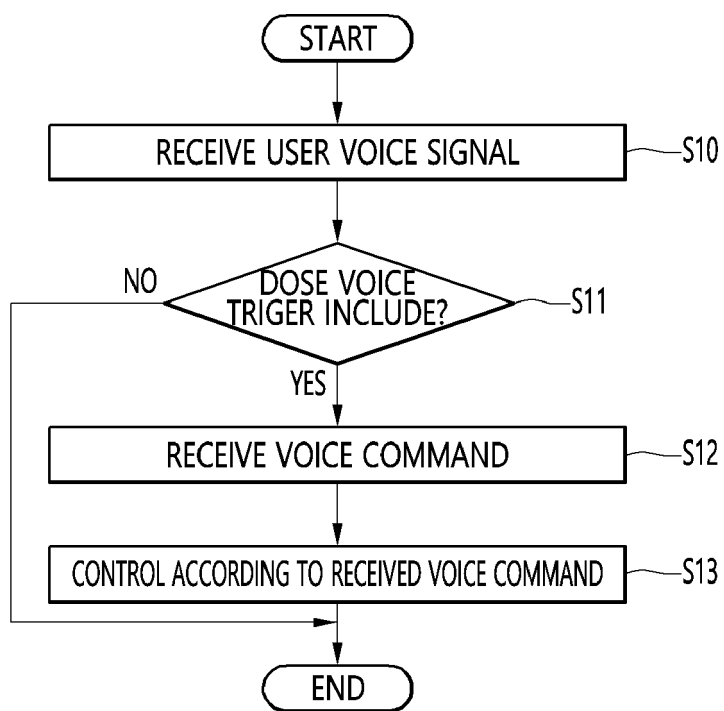 START
RECEIVE USER VOICE SIGNAL
S10
NO
DOSE VOICE
TRIGER INCLUDE?
S11
YES
RECEIVE VOICE COMMAND
S12
CONTROL ACCORDING TO RECEIVED VOICE COMMAND
S13
END